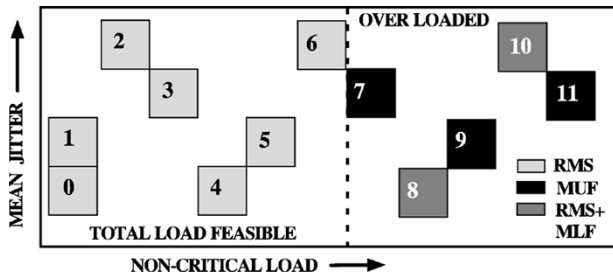 OVER LOADED
2
6
10
3
7
11
1
5
9
0
4
8
RMS
MUF
RMS+
MLF
TOTAL LOAD FEASIBLE
MEAN JITTER
NON-CRITICAL LOAD